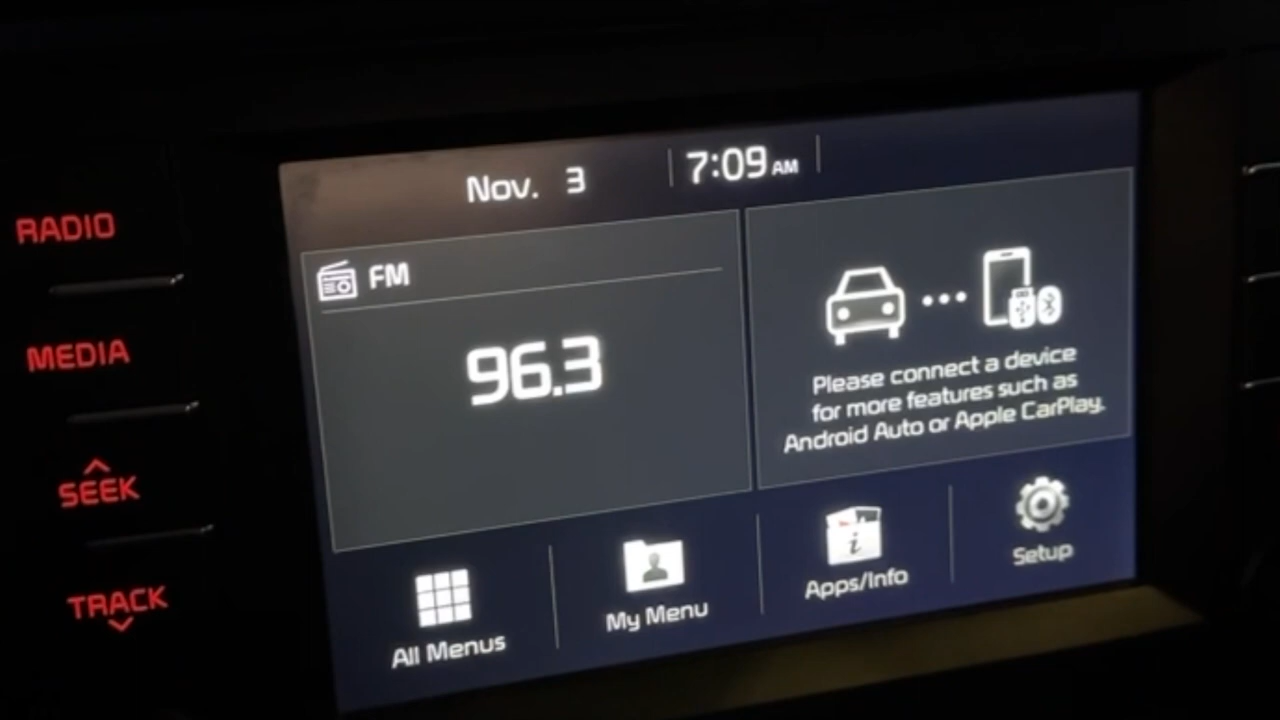 Nov. 3
7:09 AM
RADIO
MEDIA
SEEK
TRACK
FM
96.3
Please connect a device
for more features such as
Android Auto or Apple CarPlay.
All Menus
My Menu
Apps/Info
Setup